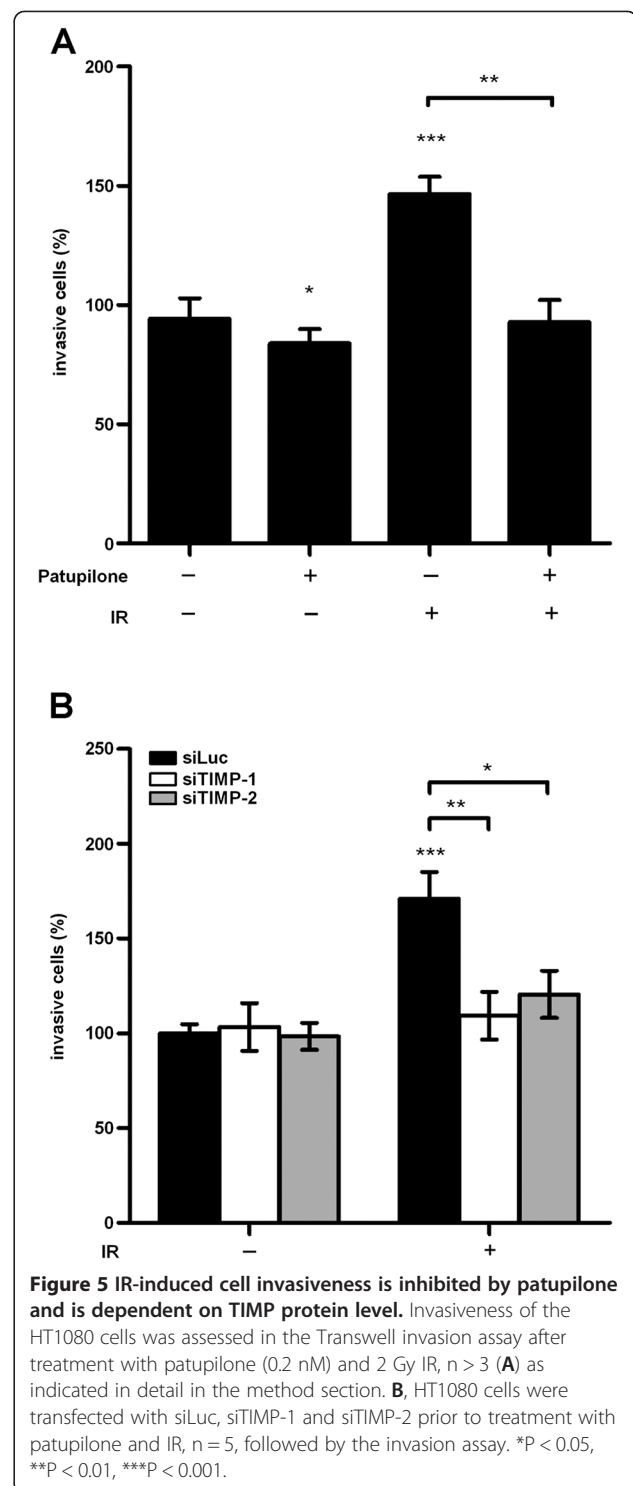 A
200
**
***
150
*
100
invasive cells (%)
50
0
Patupilone – + – +
IR – – + +
B
250
siLuc
siTIMP-1
siTIMP-2
*
**
200
***
150
invasive cells (%)
100
50
0
IR – +
Figure 5 IR-induced cell invasiveness is inhibited by patupilone
and is dependent on TIMP protein level. Invasiveness of the
HT1080 cells was assessed in the Transwell invasion assay after
treatment with patupilone (0.2 nM) and 2 Gy IR, n > 3 (A) as
indicated in detail in the method section. B, HT1080 cells were
transfected with siLuc, siTIMP-1 and siTIMP-2 prior to treatment with
patupilone and IR, n = 5, followed by the invasion assay. *P < 0.05,
**P < 0.01, ***P < 0.001.